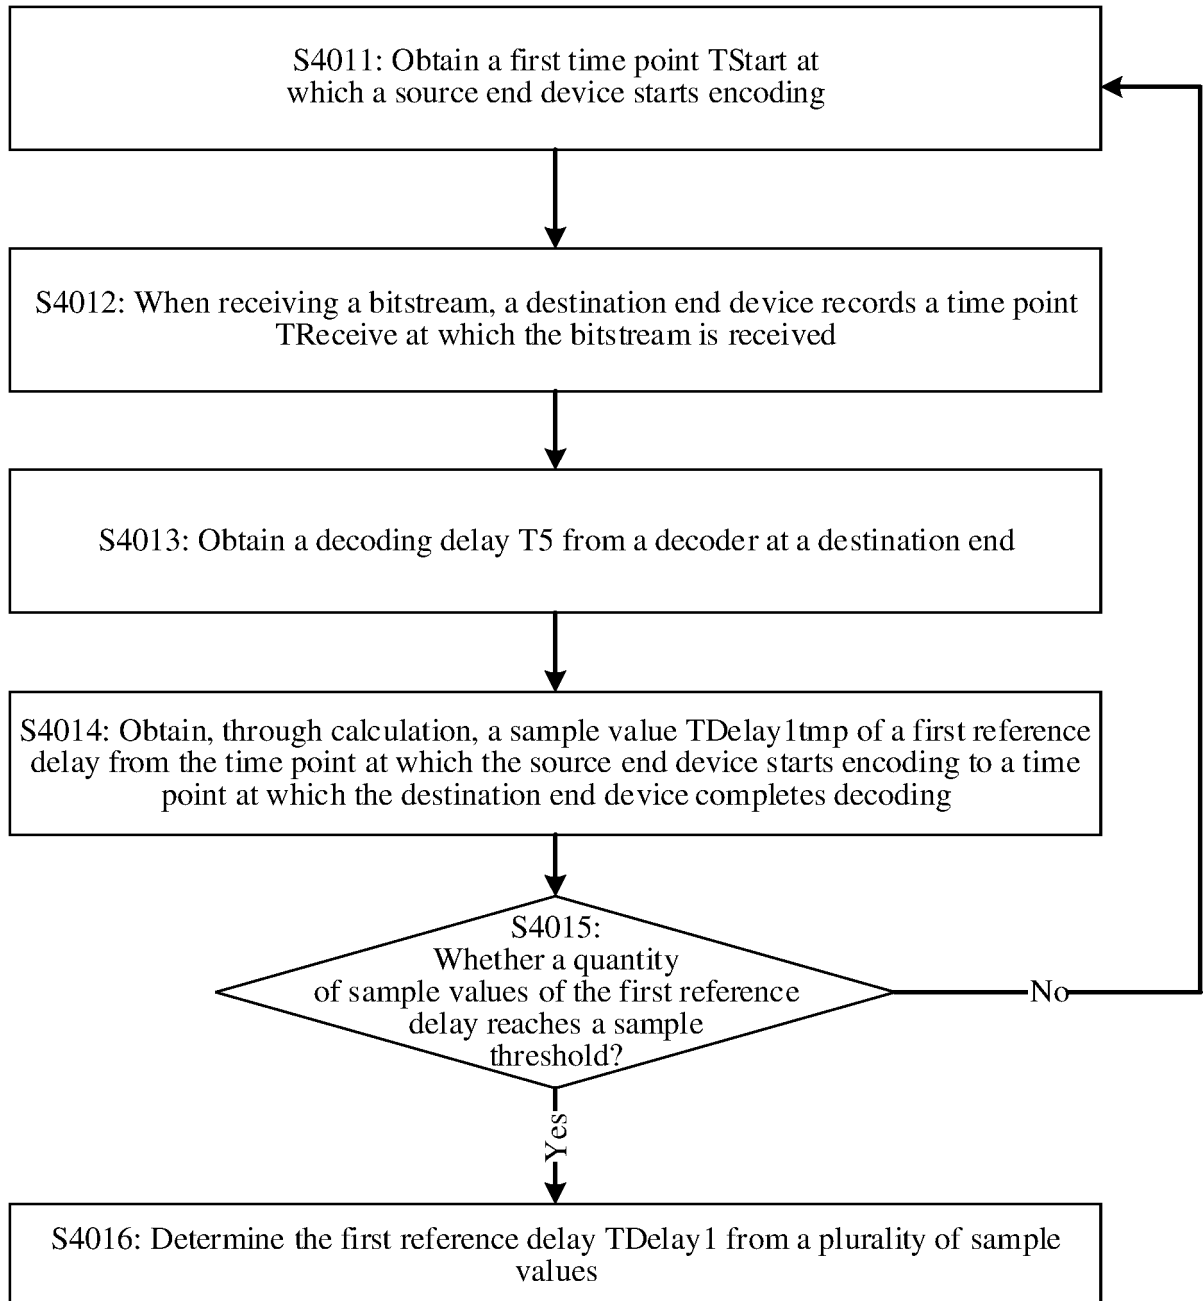 S4011: Obtain a first time point TStart at
which a source end device starts encoding
S4012: When receiving a bitstream, a destination end device records a time point
TReceive at which the bitstream is received
S4013: Obtain a decoding delay T5 from a decoder at a destination end
S4014: Obtain, through calculation, a sample value TDelay1tmp of a first reference
delay from the time point at which the source end device starts encoding to a time
point at which the destination end device completes decoding
S4015:
Whether a quantity
of sample values of the first reference
delay reaches a sample
threshold?
No
Yes
S4016: Determine the first reference delay TDelay1 from a plurality of sample
values